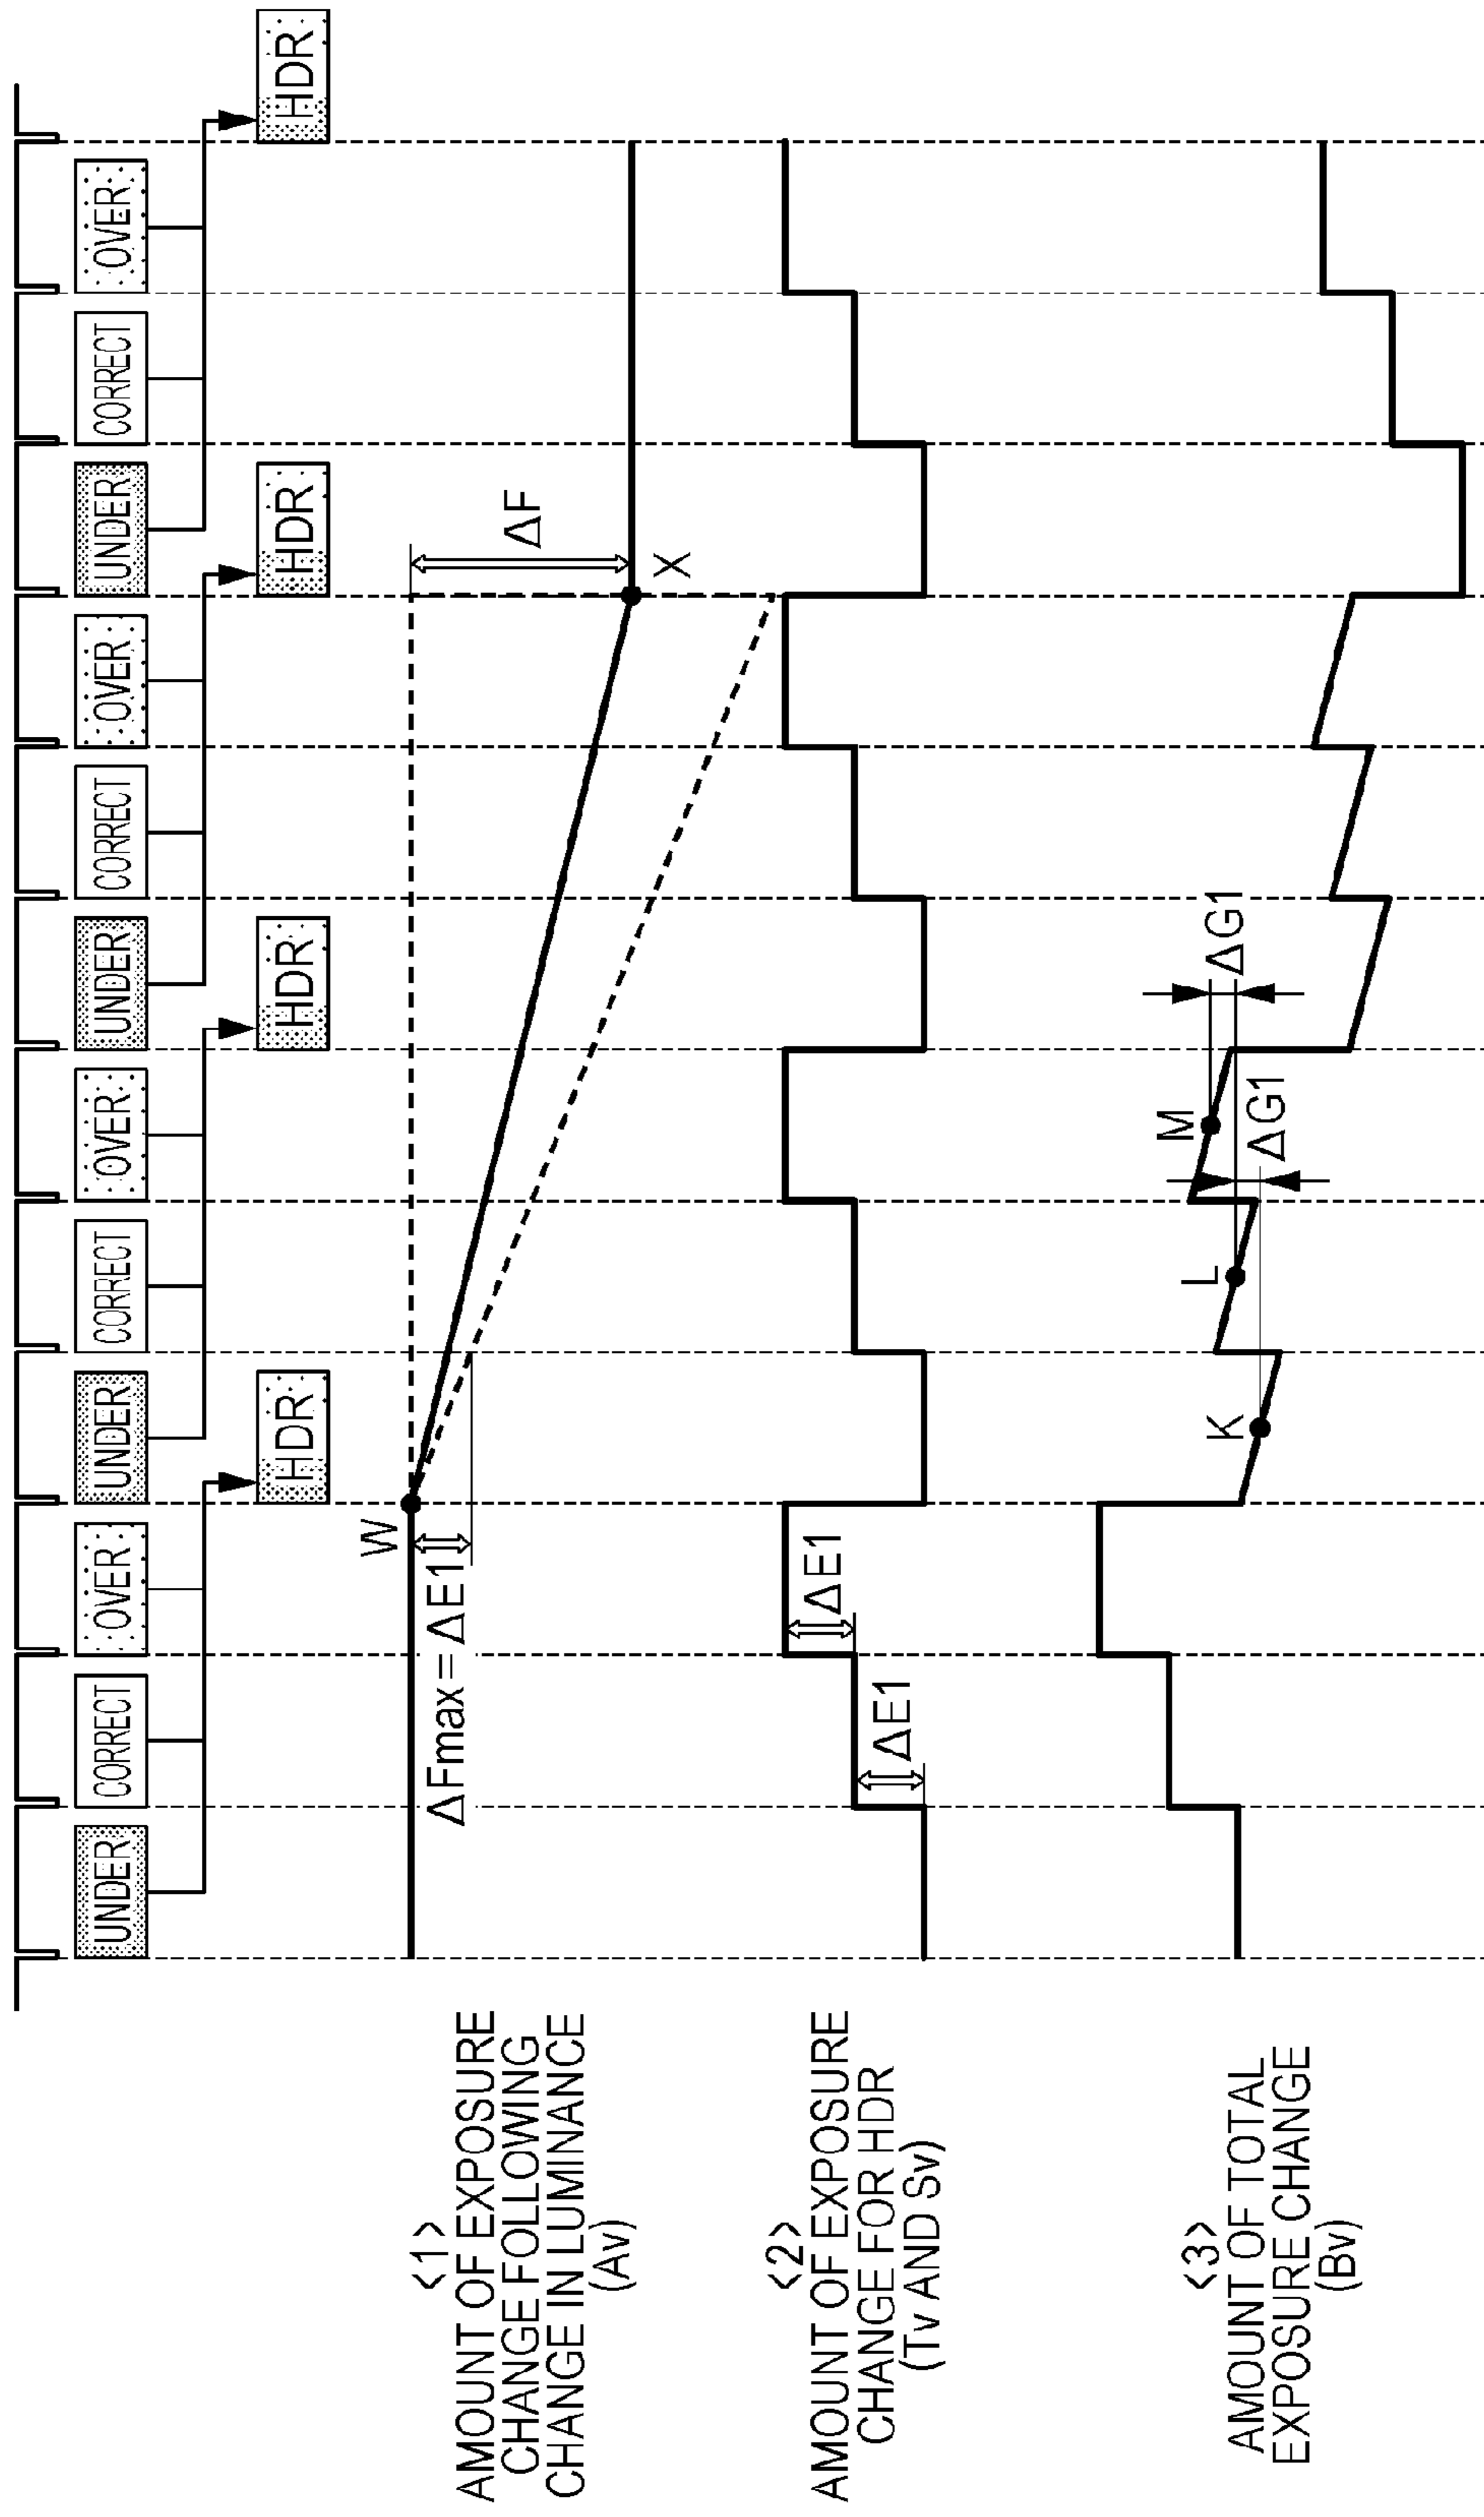 UNDER
CORRECT
OVER
UNDER
CORRECT
OVER
UNDER
CORRECT
OVER
UNDER
CORRECT
OVER
HDR
HDR
HDR
HDR
<1>
AMOUNT OF EXPOSURE
CHANGE FOLLOWING
CHANGE IN LUMINANCE
(Av)
W
ΔFmax=ΔE1
ΔF
X
<2>
AMOUNT OF EXPOSURE
CHANGE FOR HDR
(Tv AND Sv)
ΔE1
ΔE1
<3>
AMOUNT OF TOTAL
EXPOSURE CHANGE
(Bv)
K
L
M
ΔG1
ΔG1